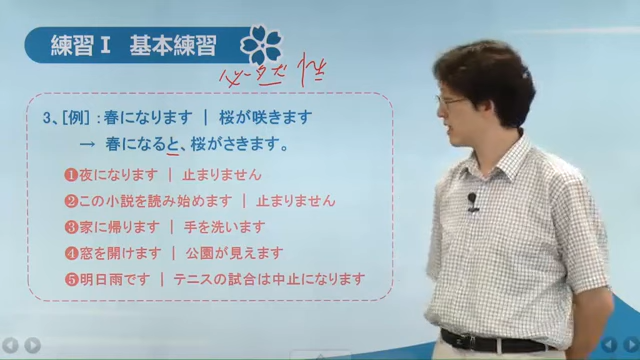 練習Ⅰ 基本練習
3、[例]：春になります | 桜が咲きます
→ 春になると、桜がさきます。
❶夜になります | 止まりません
❷この小説を読み始めます | 止まりません
❸家に帰ります | 手を洗います
❹窓を開けます | 公園が見えます
❺明日雨です | テニスの試合は中止になります